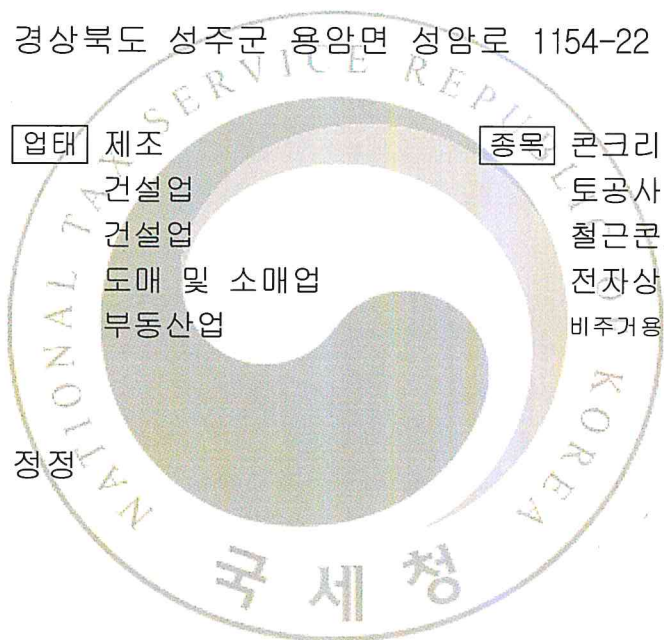 경상북도 성주군 용암면 성암로 1154-22
업태 제조 종목 콘크리
건설업 토공사
건설업 철근콘
도매 및 소매업 전자상
부동산업 비주거용
정정
NATIONAL TAX SERVICE REPUBLIC OF KOREA
국세청